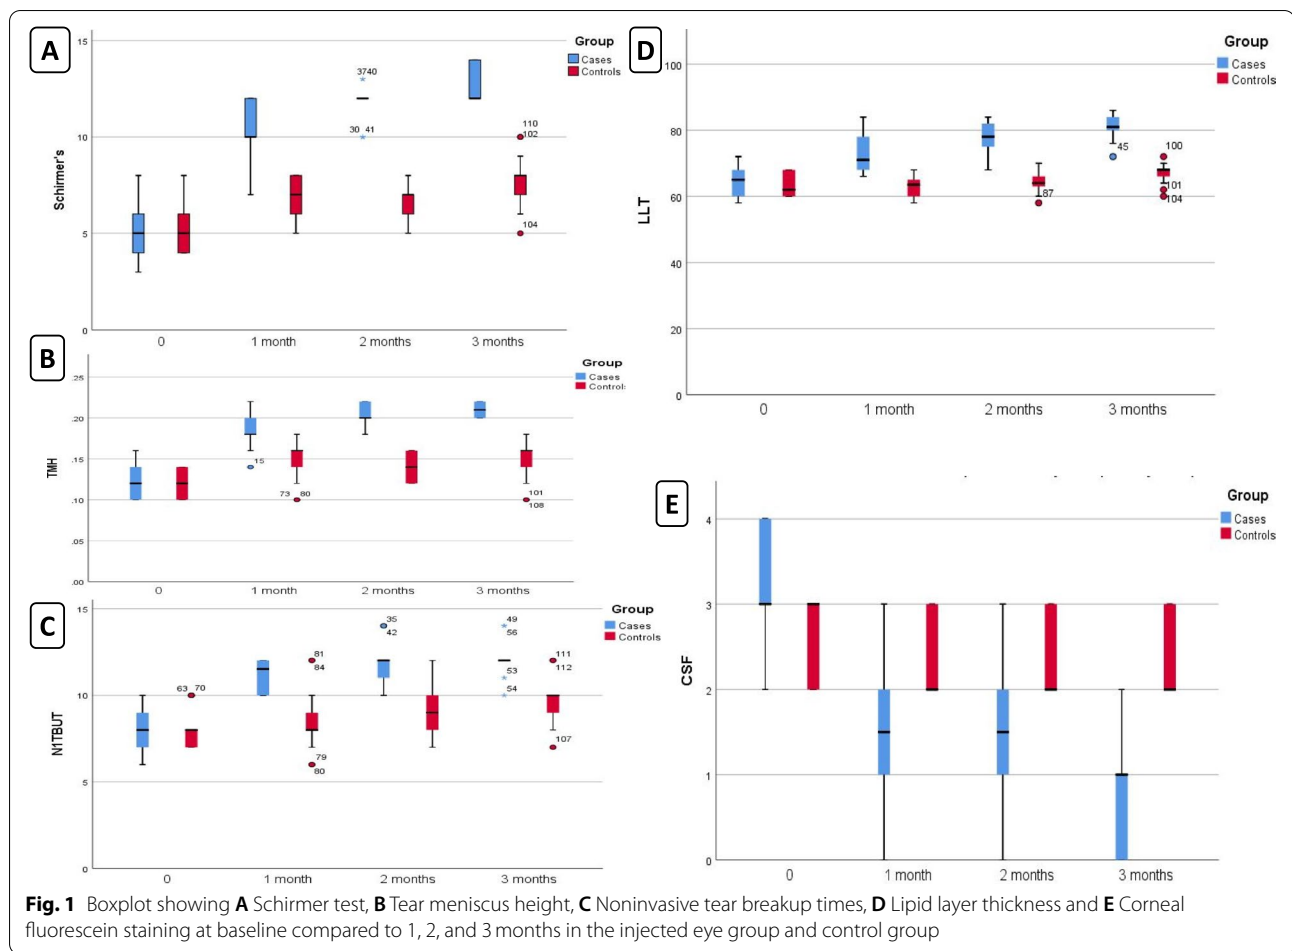 A
Group
Cases
Controls
15
10
5
0
Schirmer's
3740
30 41
110
102
104
0 1 month 2 months 3 months
B
Group
Cases
Control:
.25
.20
.15
.10
.05
.00
TMH
15
73 80
101
108
0 1 month 2 months 3 months
C
Group
Cases
Controls
15
10
5
0
N1TBUT
63 70
81
84
79
80
35
42
49
56
53
54
111
112
107
0 1 month 2 months 3 months
D
Group
Cases
Controls
100
80
60
40
20
0
LLT
87
45
100
101
104
0 1 month 2 months 3 months
E
Group
Cases
Controls
4
3
2
1
0
CSF
0 1 month 2 months 3 months
Fig. 1 Boxplot showing A Schirmer test, B Tear meniscus height, C Noninvasive tear breakup times, D Lipid layer thickness and E Corneal
fluorescein staining at baseline compared to 1, 2, and 3 months in the injected eye group and control group